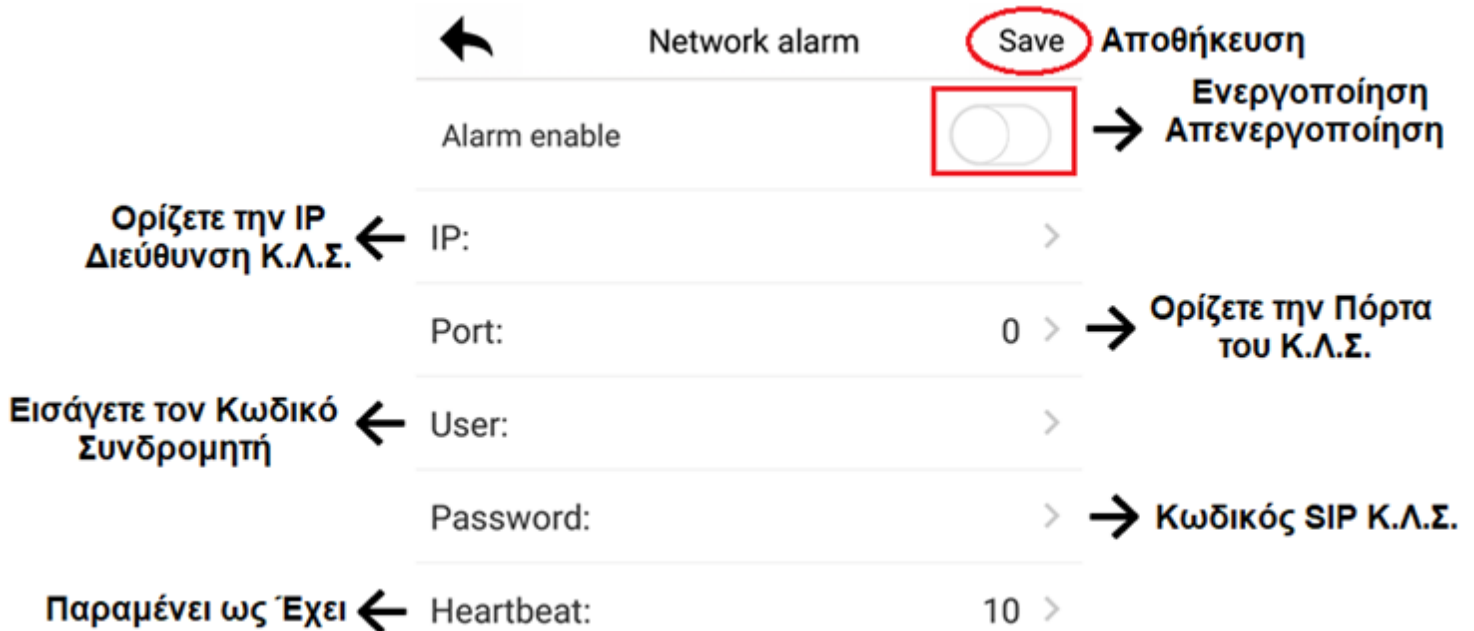 Network alarm Save Αποθήκευση
Alarm enable
Ενεργοποίηση
Απενεργοποίηση
Ορίζετε την IP
Διεύθυνση Κ.Λ.Σ.
IP:
Port: 0
Ορίζετε την Πόρτα
του Κ.Λ.Σ.
Εισάγετε τον Κωδικό
Συνδρομητή
User:
Password:
Κωδικός SIP Κ.Λ.Σ.
Παραμένει ως Έχει
Heartbeat: 10